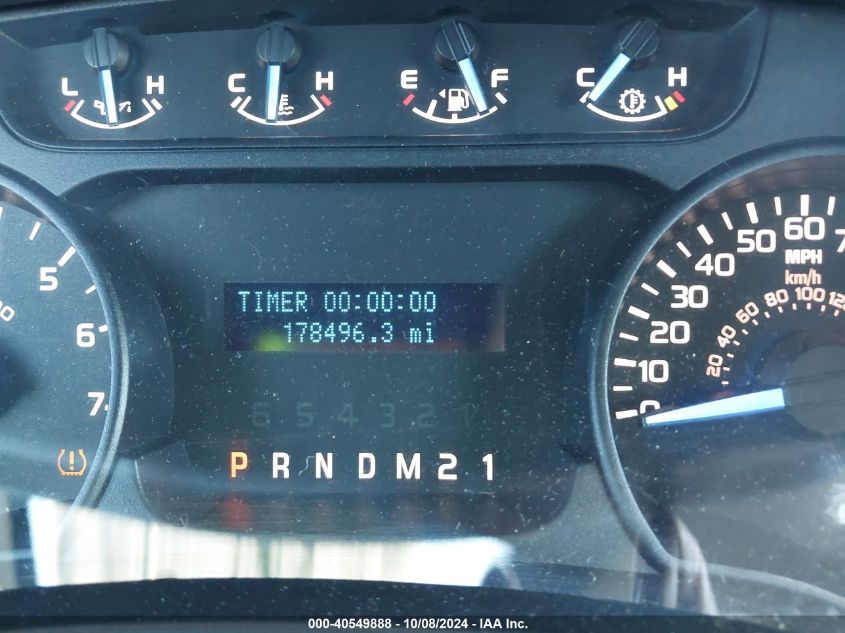 L H C H E F C H
TIMER 00:00:00
178496.3 mi
6 5 4 3 2 1
P R N D M 2 1
5
6
7
0 10 20 30 40 50 60
MPH
km/h
20 40 60 80 100 120
000-40549888 - 10/08/2024 - IAA Inc.